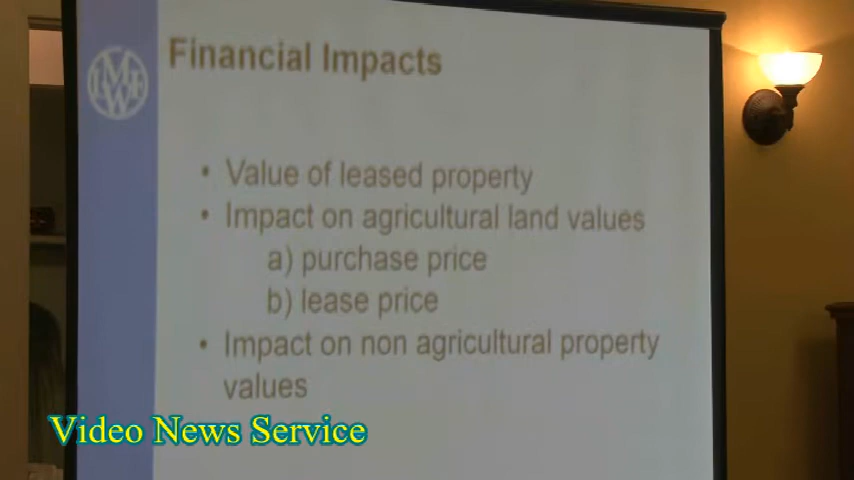 Financial Impacts
• Value of leased property
• Impact on agricultural land values
a) purchase price
b) lease price
• Impact on non agricultural property
values
Video News Service